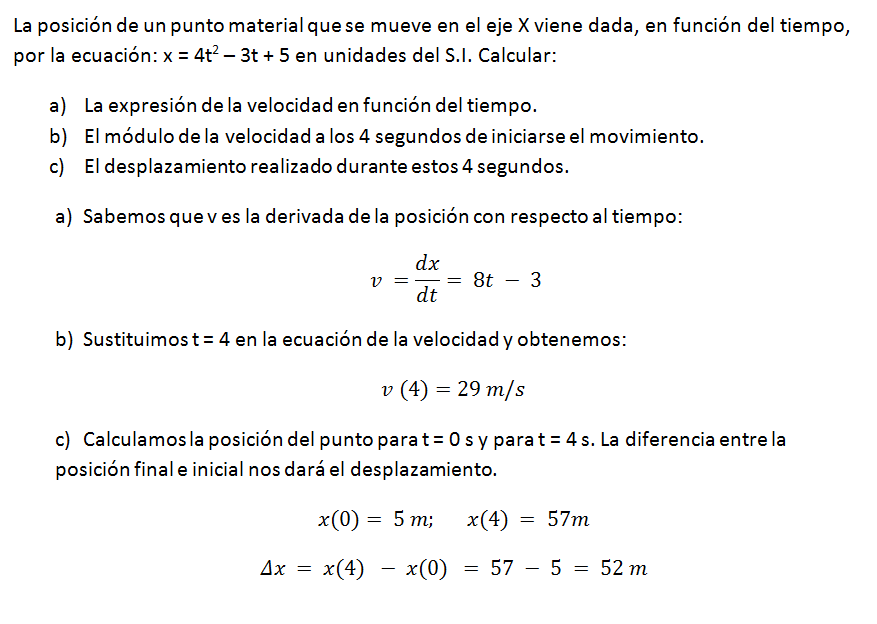 La posición de un punto material que se mueve en el eje X viene dada, en función del tiempo,
por la ecuación: x = 4t² – 3t + 5 en unidades del S.I. Calcular:
a) La expresión de la velocidad en función del tiempo.
b) El módulo de la velocidad a los 4 segundos de iniciarse el movimiento.
c) El desplazamiento realizado durante estos 4 segundos.
a) Sabemos que v es la derivada de la posición con respecto al tiempo:
v = dx/dt = 8t − 3
b) Sustituimos t = 4 en la ecuación de la velocidad y obtenemos:
v (4) = 29 m/s
c) Calculamos la posición del punto para t = 0 s y para t = 4 s. La diferencia entre la
posición final e inicial nos dará el desplazamiento.
x(0) = 5 m; x(4) = 57m
Δx = x(4) − x(0) = 57 − 5 = 52 m